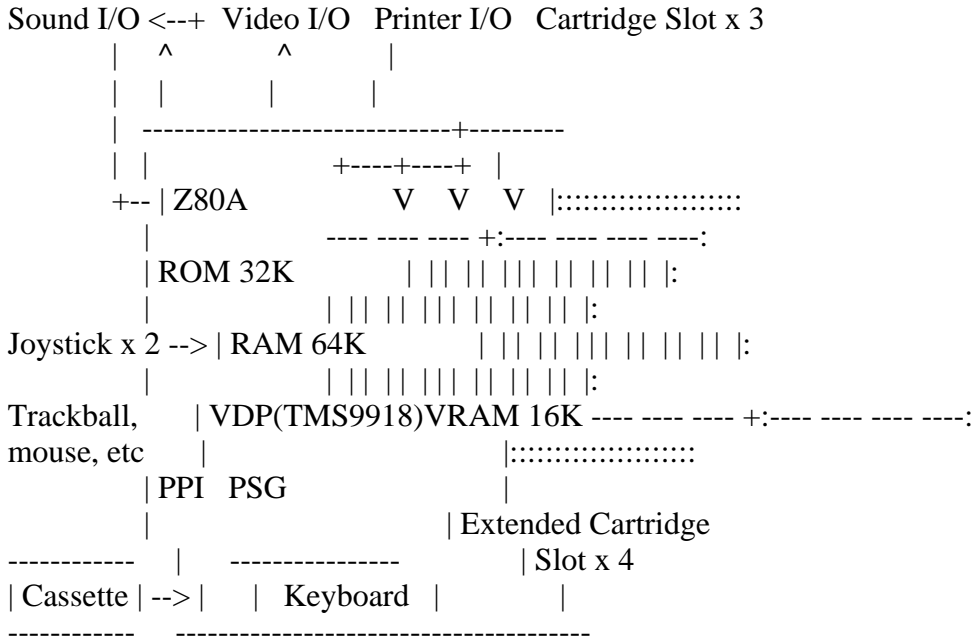 Sound I/O <--+ Video I/O Printer I/O Cartridge Slot x 3
| ^ ^ |
| | | |
| -----------------------------+---------
| | +----+----+ |
+-- | Z80A V V V |:::::::::::::::::::::
| ---- ---- ---- +:---- ---- ---- ----:
| ROM 32K | || || ||| || || || |:
| | || || ||| || || || |:
Joystick x 2 --> | RAM 64K | || || ||| || || || |:
| | || || ||| || || || |:
Trackball, | VDP(TMS9918)VRAM 16K ---- ---- ---- +:---- ---- ---- ----:
mouse, etc | |:::::::::::::::::::::
| PPI PSG |
| | Extended Cartridge
------------ | ---------------- | Slot x 4
| Cassette | --> | | Keyboard | |
------------ ---------------------------------------